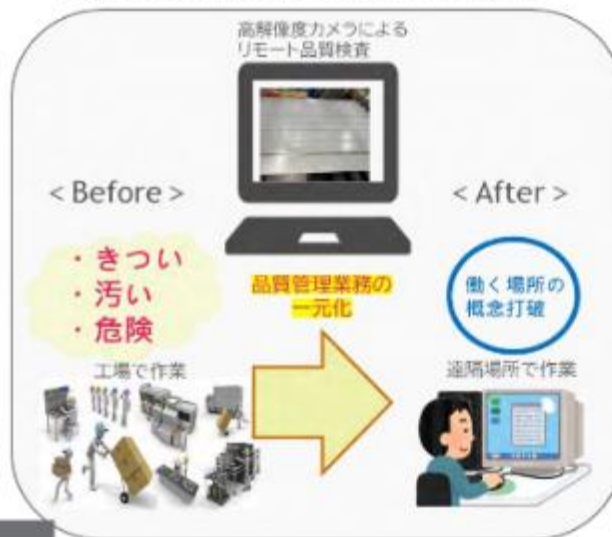 高解像度カメラによる
リモート品質検査
< Before >
< After >
・きつい
・汚い
・危険
品質管理業務の
一元化
働く場所の
概念打破
工場で作業
遠隔場所で作業